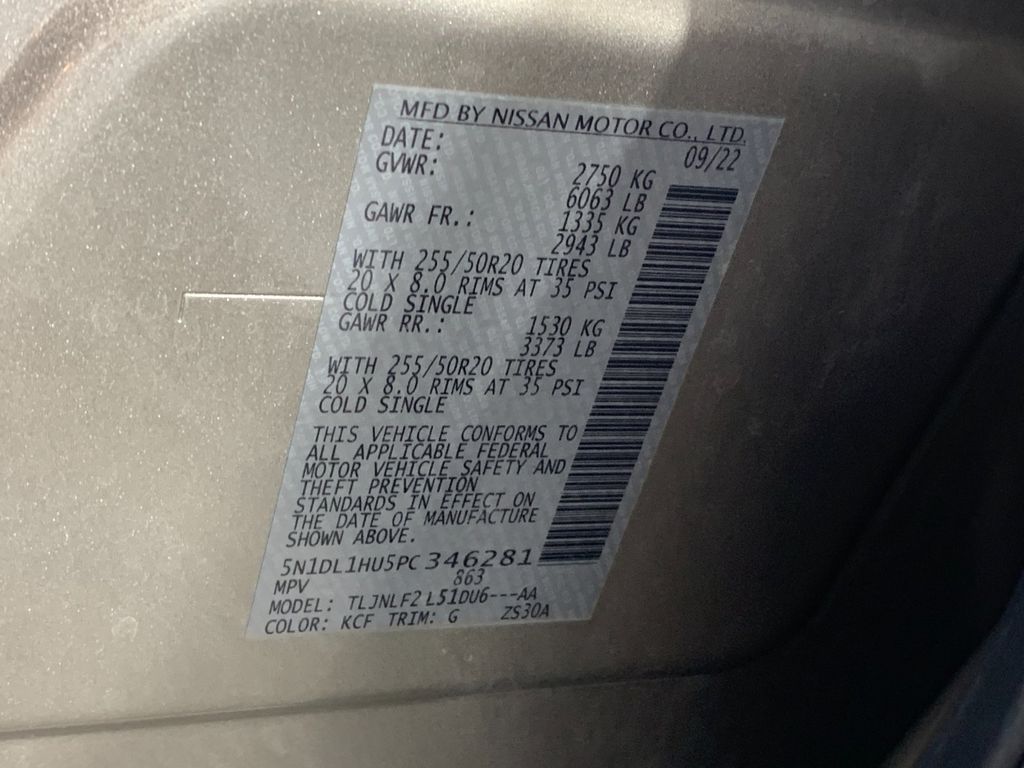 MFD BY NISSAN MOTOR CO., LTD.
DATE: 09/22
GVWR: 2750 KG
6063 LB
GAWR FR.: 1335 KG
2943 LB
WITH 255/50R20 TIRES
20 X 8.0 RIMS AT 35 PSI
COLD SINGLE
GAWR RR.: 1530 KG
3373 LB
WITH 255/50R20 TIRES
20 X 8.0 RIMS AT 35 PSI
COLD SINGLE
THIS VEHICLE CONFORMS TO
ALL APPLICABLE FEDERAL
MOTOR VEHICLE SAFETY AND
THEFT PREVENTION
STANDARDS IN EFFECT ON
THE DATE OF MANUFACTURE
SHOWN ABOVE.
5N1DL1HU5PC346281
MPV 863
MODEL: TLJNLF2 L51DU6---AA
COLOR: KCF TRIM: G ZS30A